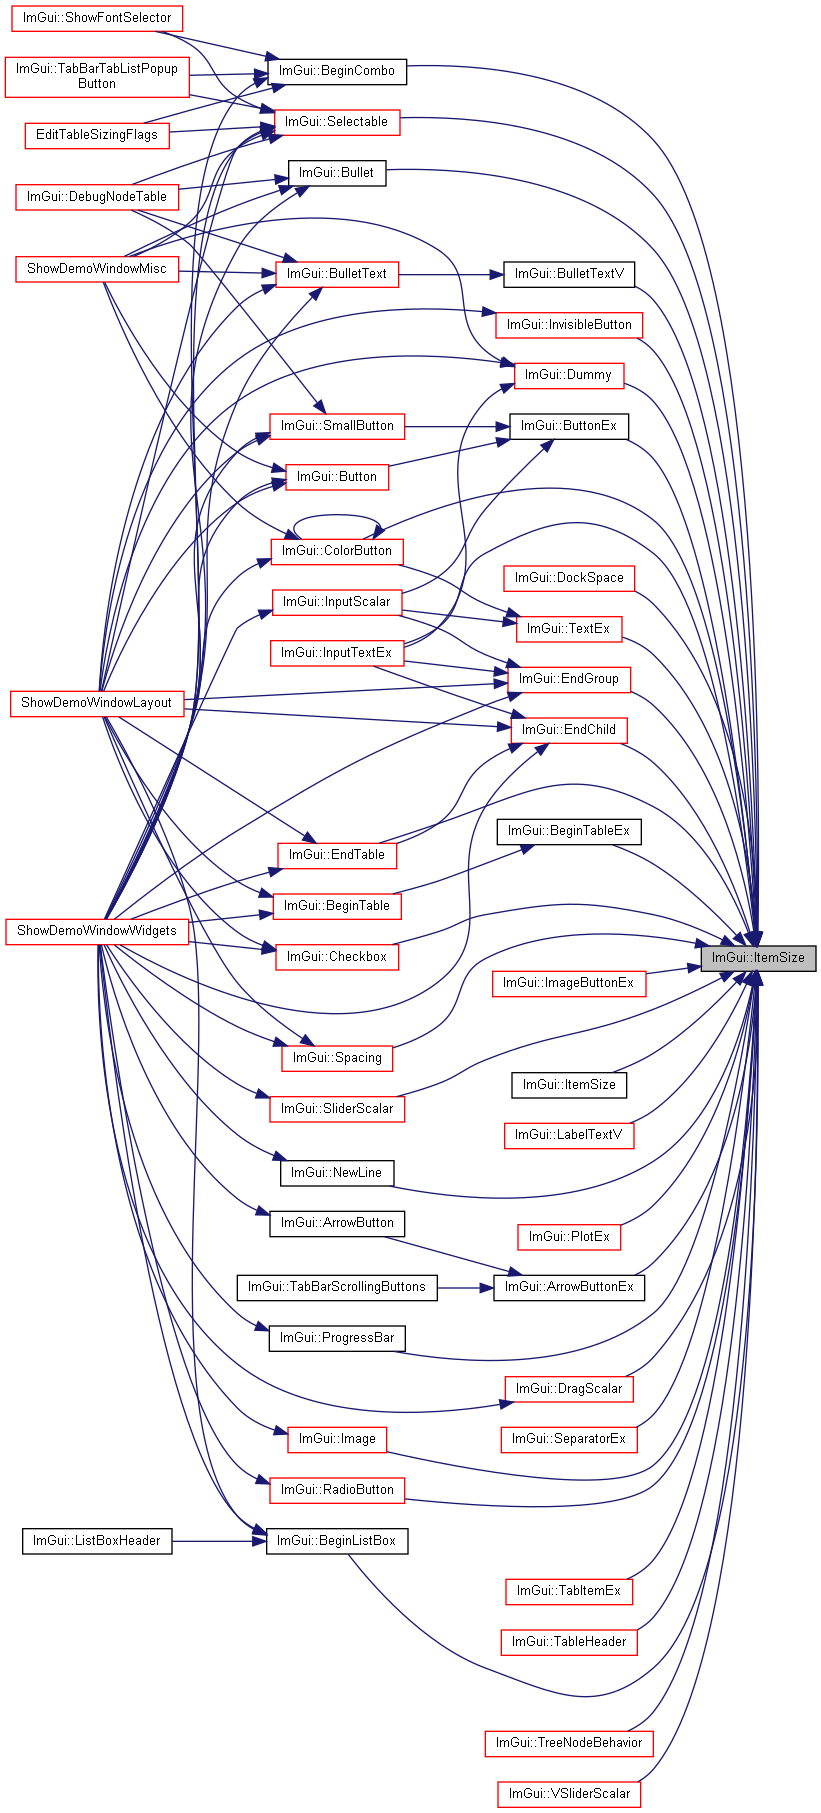 ImGui::ShowFontSelector
ImGui::BeginCombo
ImGui::TabBarTabListPopup
Button
ImGui::Selectable
EditTableSizingFlags
ImGui::Bullet
ImGui::DebugNodeTable
ShowDemoWindowMisc
ImGui::BulletText
ImGui::BulletTextV
ImGui::InvisibleButton
ImGui::Dummy
ImGui::SmallButton
ImGui::ButtonEx
ImGui::Button
ImGui::ColorButton
ImGui::DockSpace
ImGui::InputScalar
ImGui::TextEx
ImGui::InputTextEx
ImGui::EndGroup
ShowDemoWindowLayout
ImGui::EndChild
ImGui::BeginTableEx
ImGui::EndTable
ImGui::BeginTable
ShowDemoWindowWidgets
ImGui::Checkbox
ImGui::ItemSize
ImGui::ImageButtonEx
ImGui::Spacing
ImGui::ItemSize
ImGui::SliderScalar
ImGui::LabelTextV
ImGui::NewLine
ImGui::ArrowButton
ImGui::PlotEx
ImGui::TabBarScrollingButtons
ImGui::ArrowButtonEx
ImGui::ProgressBar
ImGui::DragScalar
ImGui::Image
ImGui::SeparatorEx
ImGui::RadioButton
ImGui::ListBoxHeader
ImGui::BeginListBox
ImGui::TabItemEx
ImGui::TableHeader
ImGui::TreeNodeBehavior
ImGui::VSliderScalar